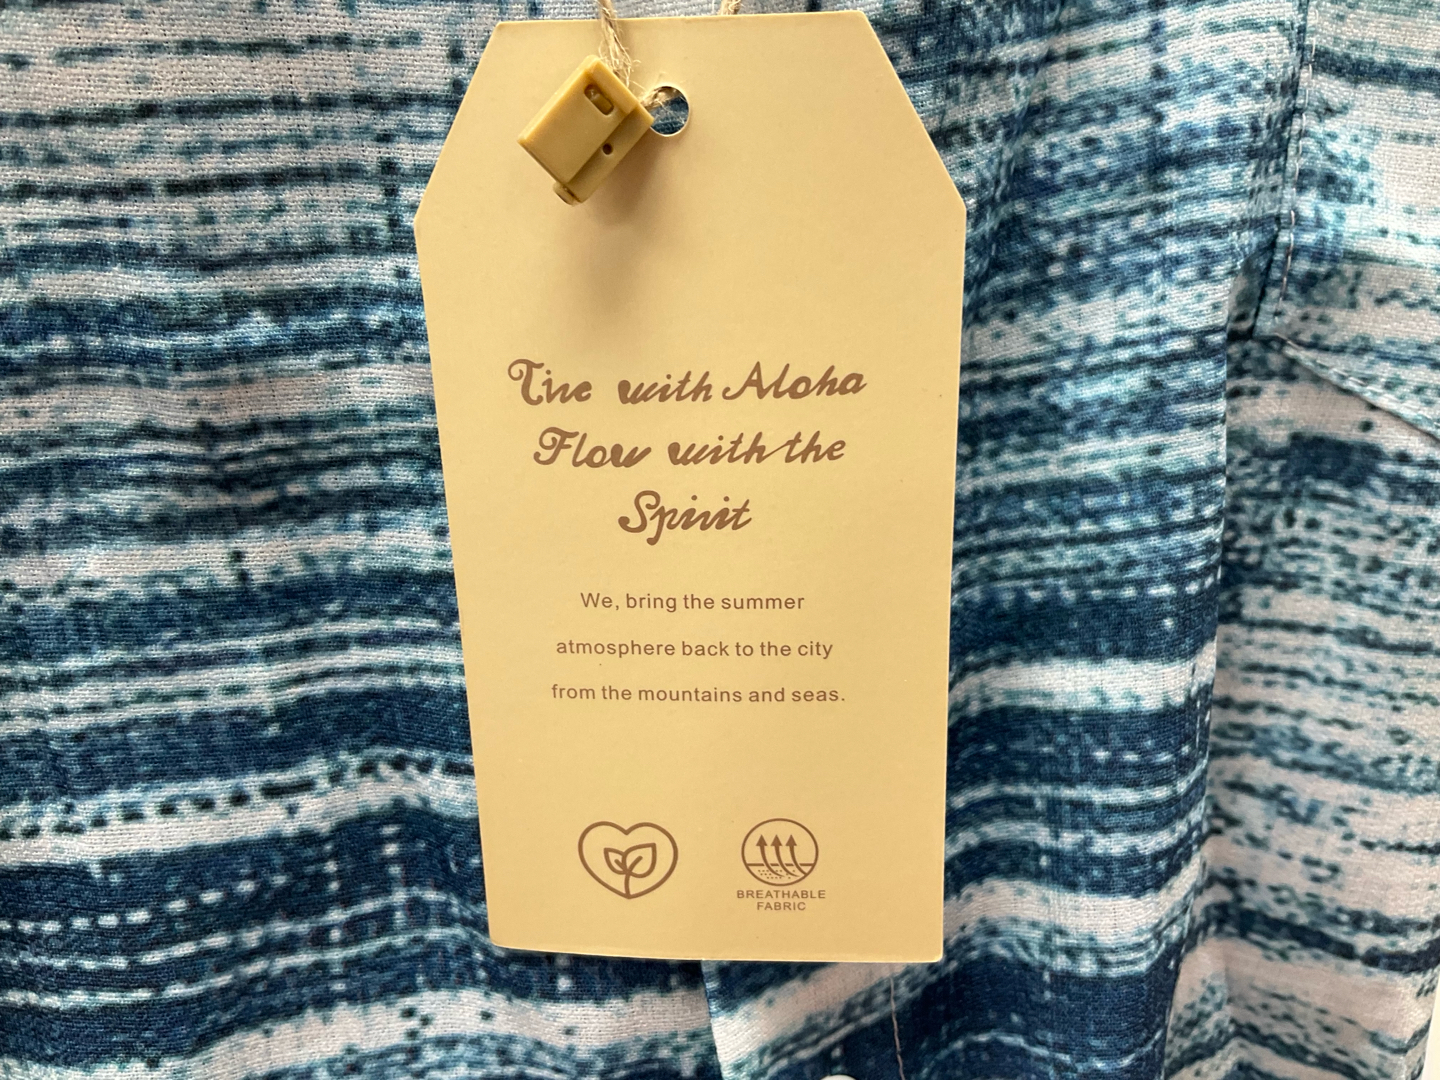 Live with Aloha
Flow with the
Spirit
We, bring the summer
atmosphere back to the city
from the mountains and seas.
BREATHABLE
FABRIC